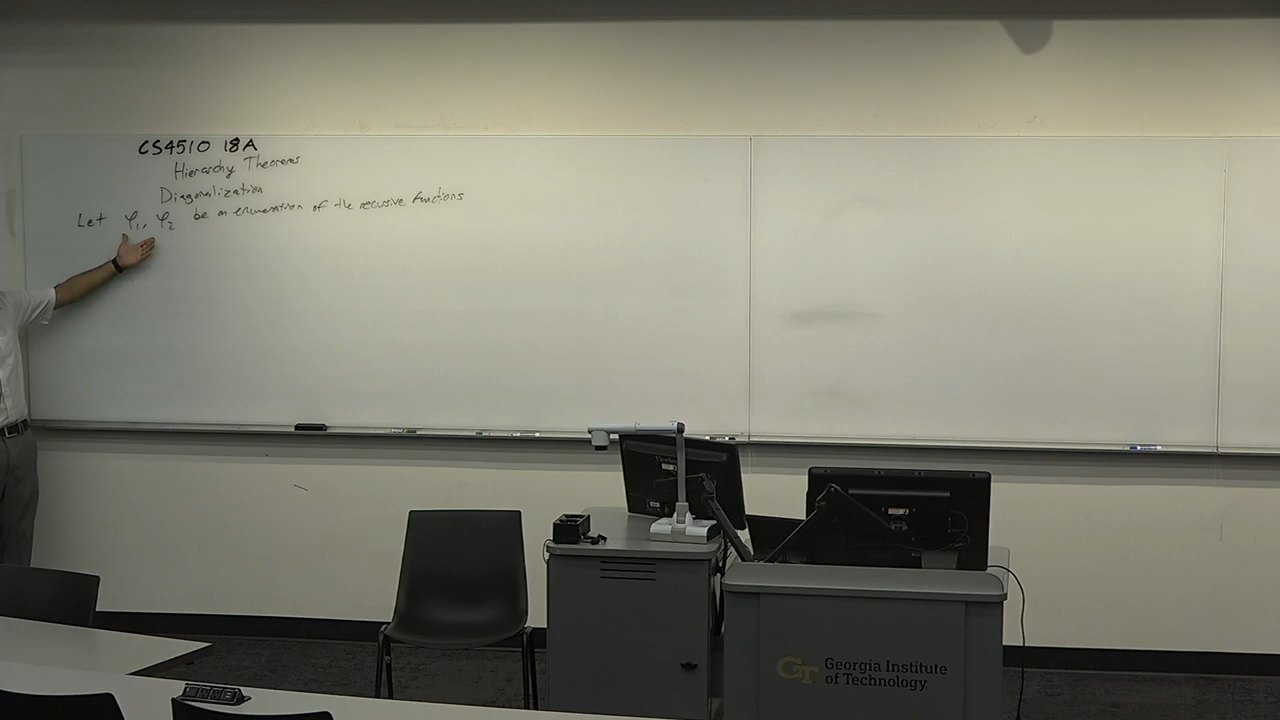 CS4510 18A
Hierarchy Theorems
Diagonalization
Let φ₁, φ₂ be an enumeration of the recursive functions
GT Georgia Institute
of Technology